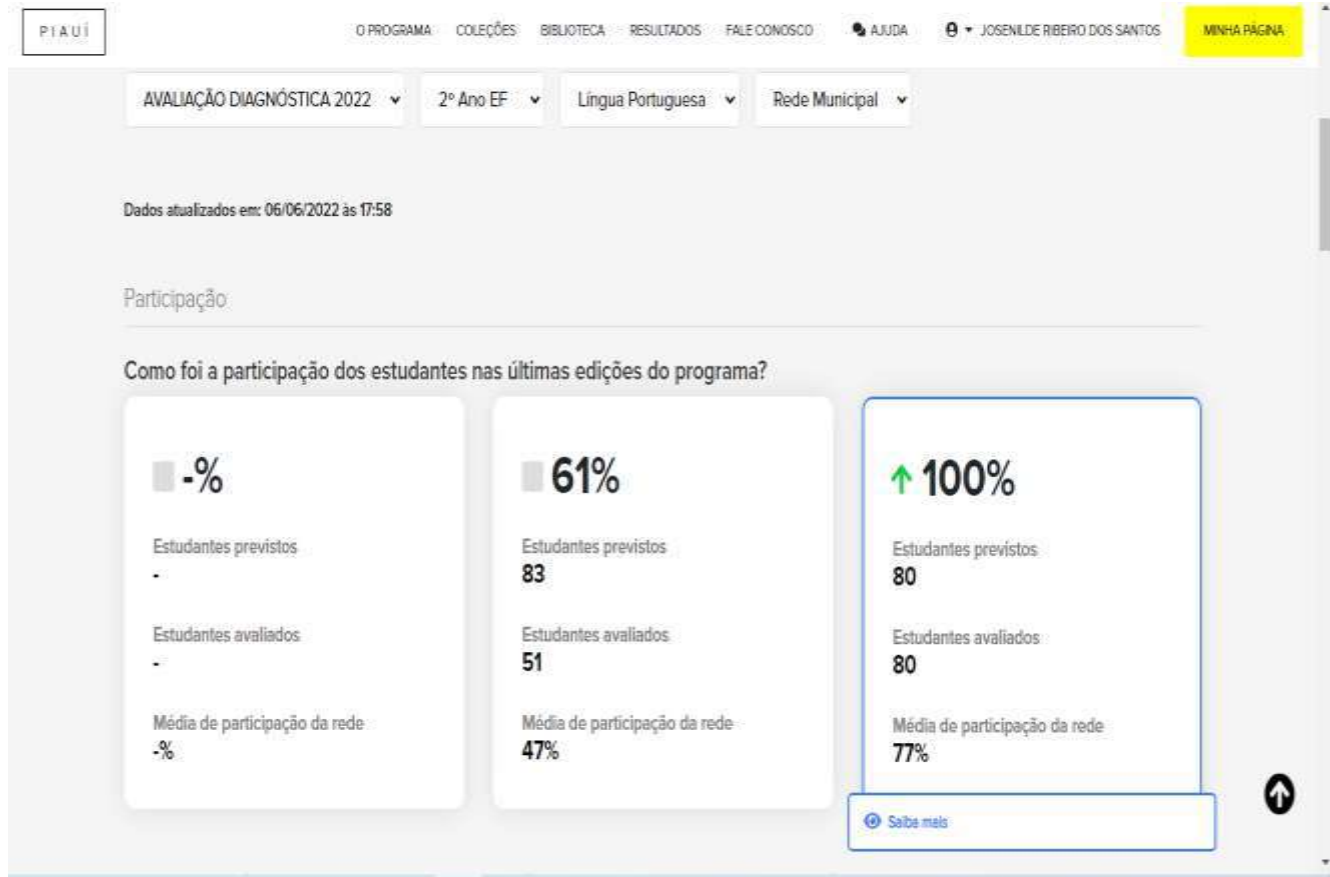 PIAUÍ
O PROGRAMA COLEÇÕES BIBLIOTECA RESULTADOS FALE CONOSCO AJUDA JOSENILDE RIBEIRO DOS SANTOS MINHA PÁGINA
AVALIAÇÃO DIAGNÓSTICA 2022 2º Ano EF Língua Portuguesa Rede Municipal
Dados atualizados em: 06/06/2022 às 17:58
Participação
Como foi a participação dos estudantes nas últimas edições do programa?
-%
Estudantes previstos
-
Estudantes avaliados
-
Média de participação da rede
-%
61%
Estudantes previstos
83
Estudantes avaliados
51
Média de participação da rede
47%
100%
Estudantes previstos
80
Estudantes avaliados
80
Média de participação da rede
77%
Saiba mais